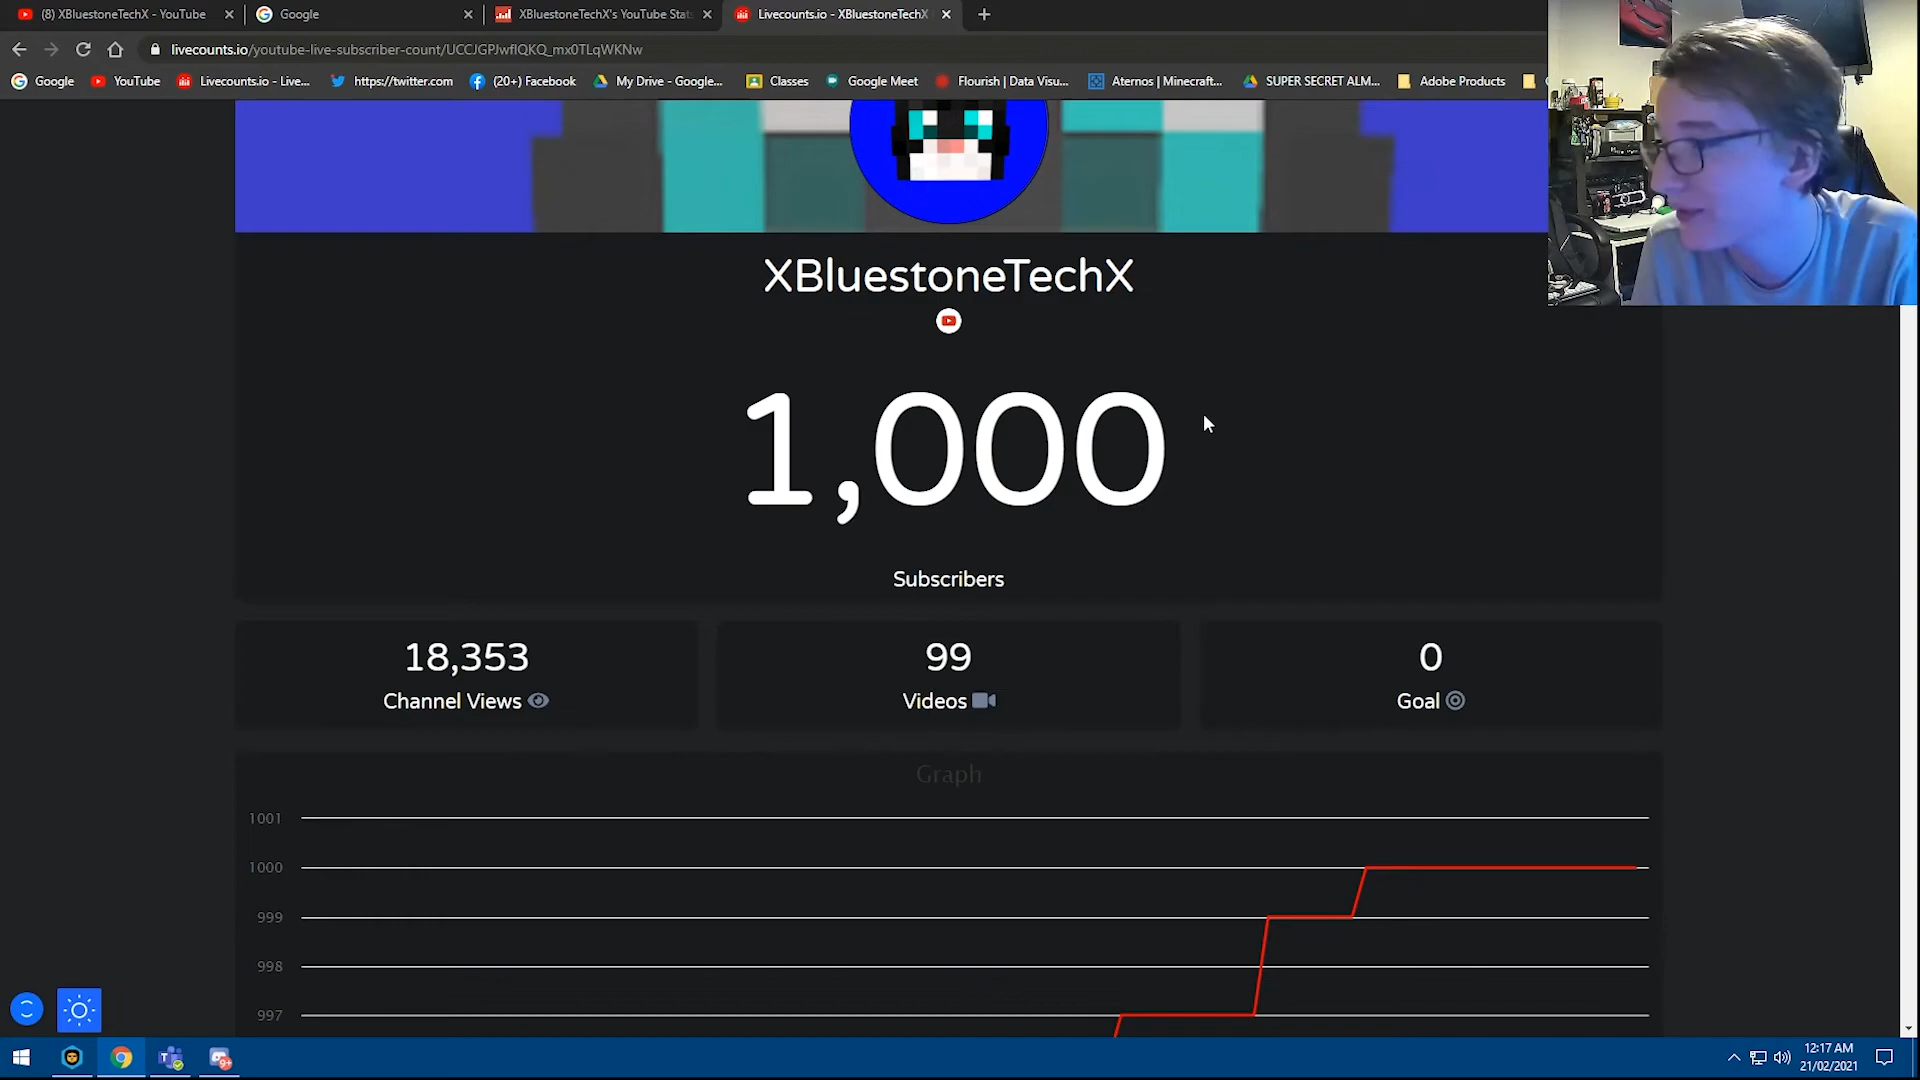 (8) XBluestoneTechX - YouTube
Google
XBluestoneTechX's YouTube Stats
Livecounts.io - XBluestoneTechX
livecounts.io/youtube-live-subscriber-count/UCCJGPJwflQKQ_mx0TLqWKNw
Google
YouTube
Livecounts.io - Live...
https://twitter.com
(20+) Facebook
My Drive - Google...
Classes
Google Meet
Flourish | Data Visu...
Aternos | Minecraft...
SUPER SECRET ALM...
Adobe Products
XBluestoneTechX
1,000
Subscribers
18,353
Channel Views
99
Videos
0
Goal
Graph
1001
1000
999
998
997
12:17 AM
21/02/2021